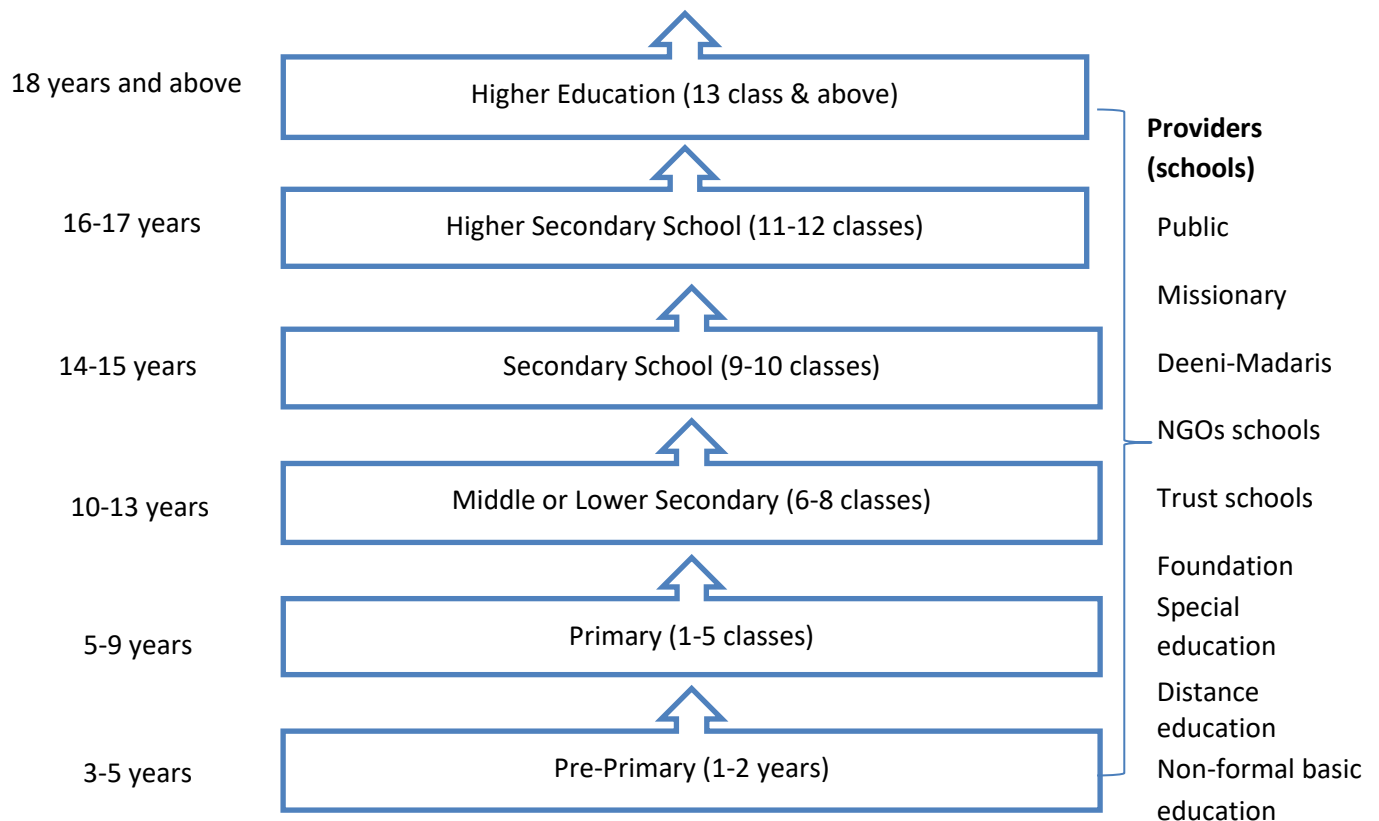 18 years and above
Higher Education (13 class & above)
16-17 years
Higher Secondary School (11-12 classes)
14-15 years
Secondary School (9-10 classes)
10-13 years
Middle or Lower Secondary (6-8 classes)
5-9 years
Primary (1-5 classes)
3-5 years
Pre-Primary (1-2 years)
Providers
(schools)
Public
Missionary
Deeni-Madaris
NGOs schools
Trust schools
Foundation
Special
education
Distance
education
Non-formal basic
education